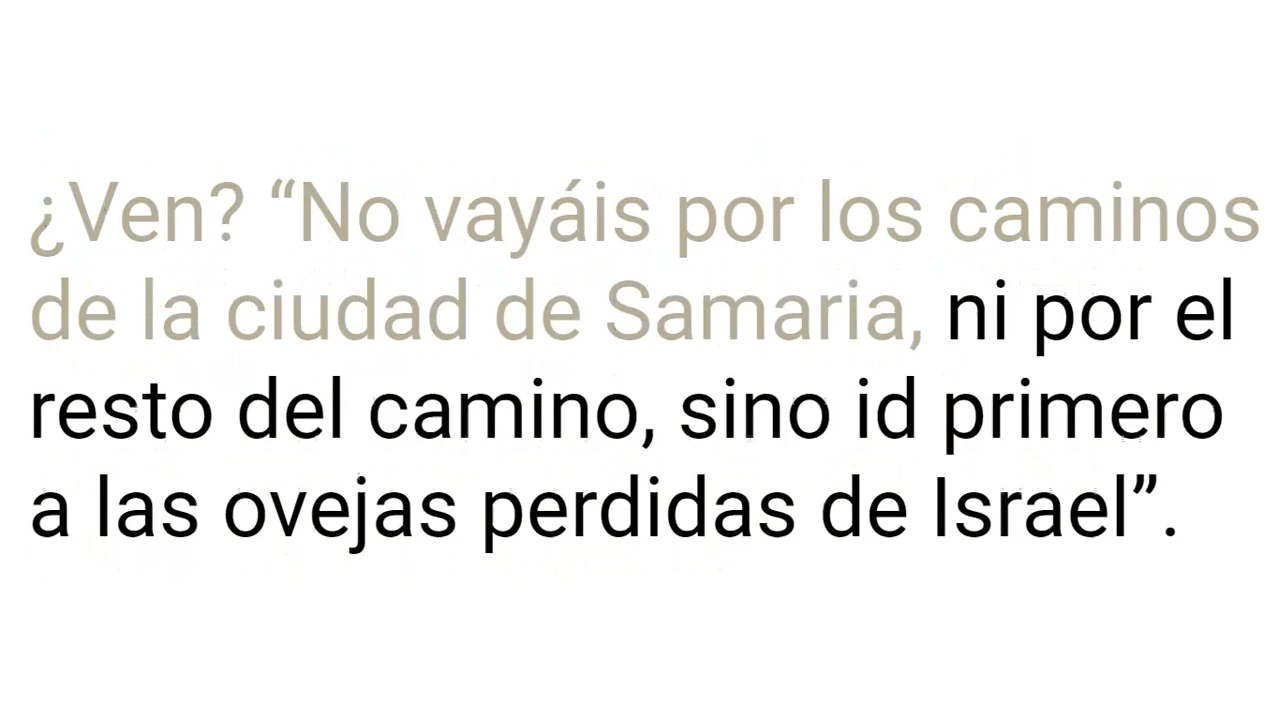 ¿Ven? “No vayáis por los caminos
de la ciudad de Samaria, ni por el
resto del camino, sino id primero
a las ovejas perdidas de Israel”.